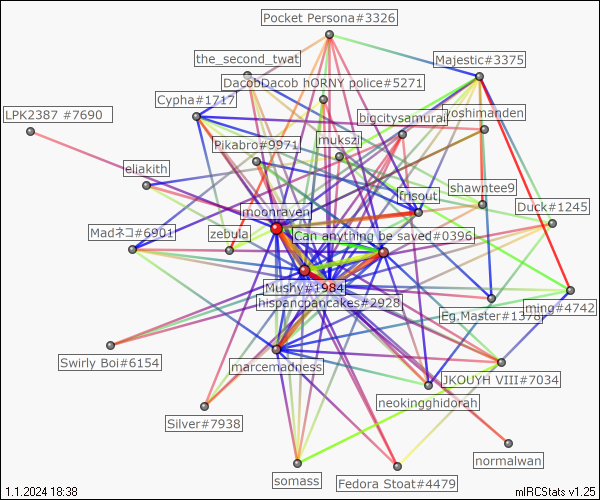 Pocket Persona#3326
the_second_twat
Majestic#3375
DacobDacob hORNY police#5271
Cypha#1717
LPK2387 #7690
bigcitysamurai
yoshimanden
Pikabro#9971
mukszi
eliakith
frisout
shawntee9
Duck#1245
moonraven
Madネコ#6901
zebula
Can anything be saved#0396
Mushy#1984
hispancpancakes#2928
Eg.Master#1378
ming#4742
Swirly Boi#6154
marcemadness
JKOUYH VIII#7034
neokingghidorah
Silver#7938
normalwan
somass
Fedora Stoat#4479
1.1.2024 18:38
mIRCStats v1.25